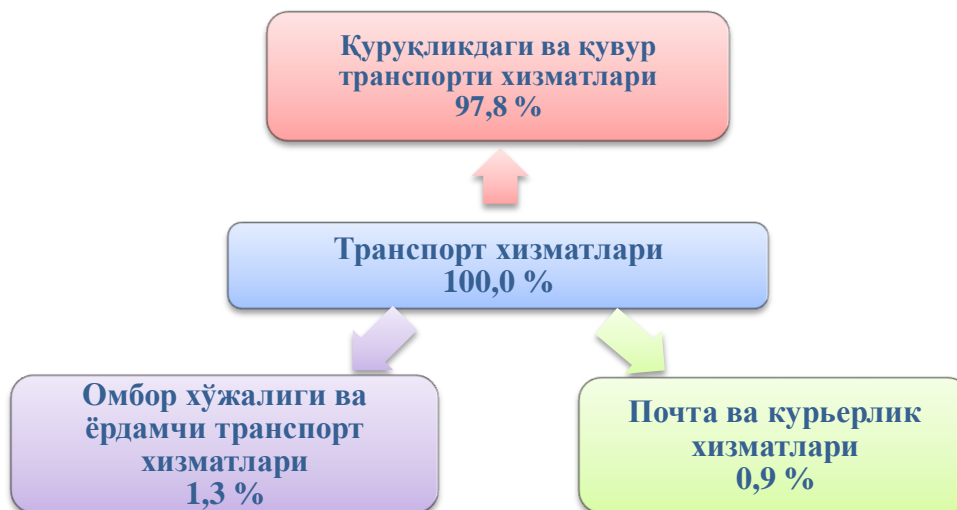 Қуруқликдаги ва қувур
транспорти хизматлари
97,8 %
Транспорт хизматлари
100,0 %
Омбор хўжалиги ва
ёрдамчи транспорт
хизматлари
1,3 %
Почта ва курьерлик
хизматлари
0,9 %